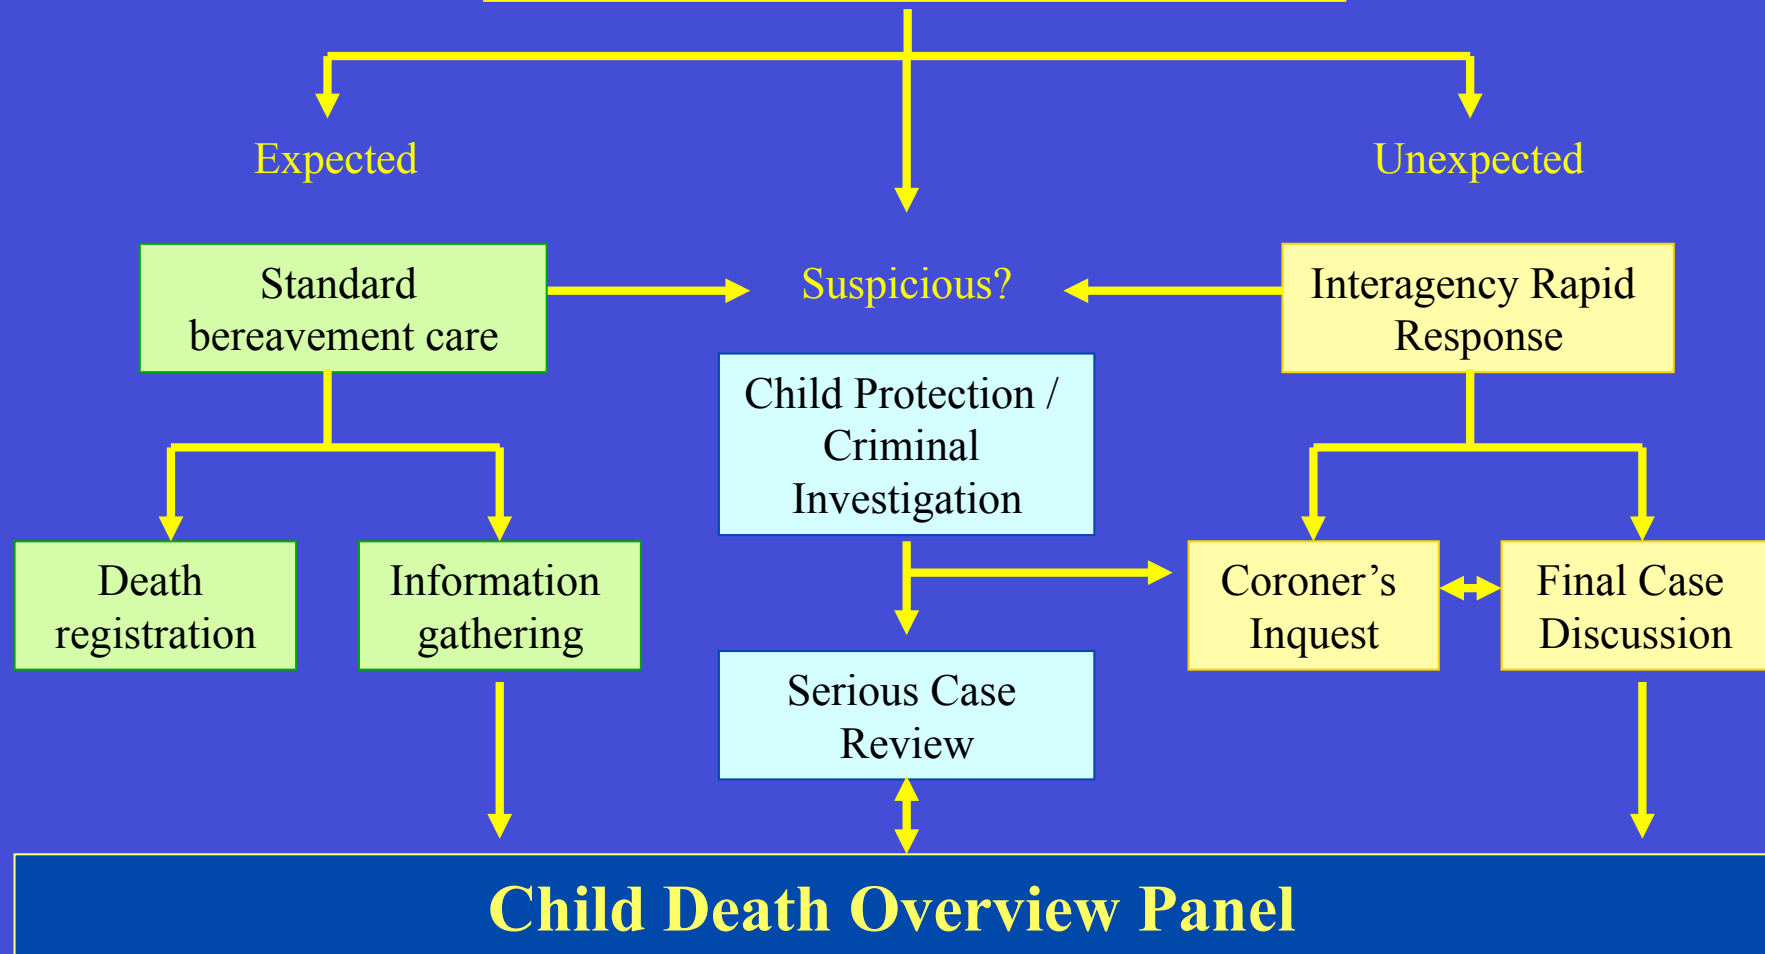 Expected
Unexpected
Standard
bereavement care
Suspicious?
Interagency Rapid
Response
Child Protection /
Criminal
Investigation
Death
registration
Information
gathering
Coroner’s
Inquest
Final Case
Discussion
Serious Case
Review
Child Death Overview Panel